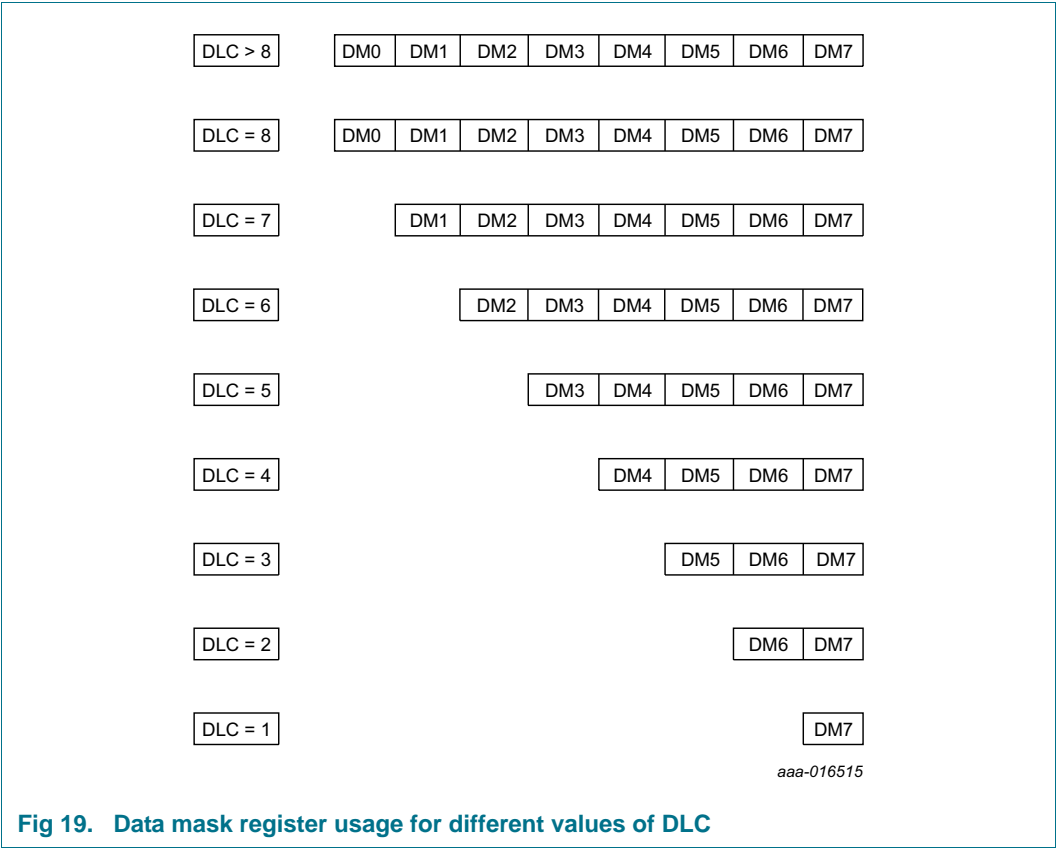 DLC > 8 DM0 DM1 DM2 DM3 DM4 DM5 DM6 DM7
DLC = 8 DM0 DM1 DM2 DM3 DM4 DM5 DM6 DM7
DLC = 7 DM1 DM2 DM3 DM4 DM5 DM6 DM7
DLC = 6 DM2 DM3 DM4 DM5 DM6 DM7
DLC = 5 DM3 DM4 DM5 DM6 DM7
DLC = 4 DM4 DM5 DM6 DM7
DLC = 3 DM5 DM6 DM7
DLC = 2 DM6 DM7
DLC = 1 DM7
aaa-016515
Fig 19. Data mask register usage for different values of DLC